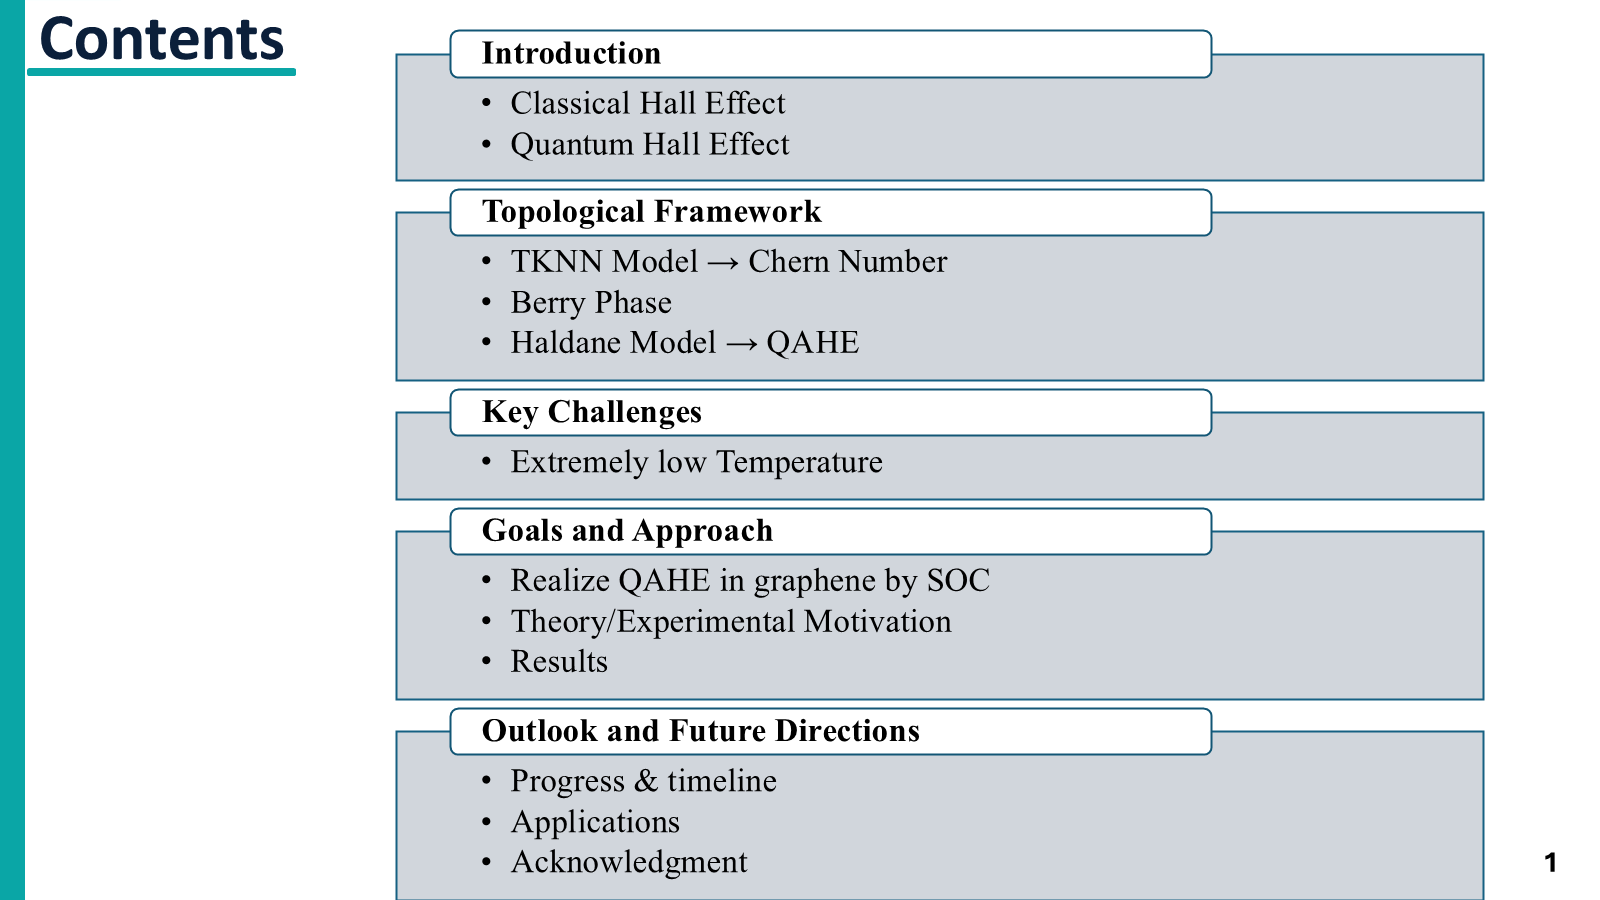 Contents
Introduction
• Classical Hall Effect
• Quantum Hall Effect
Topological Framework
• TKNN Model → Chern Number
• Berry Phase
• Haldane Model → QAHE
Key Challenges
• Extremely low Temperature
Goals and Approach
• Realize QAHE in graphene by SOC
• Theory/Experimental Motivation
• Results
Outlook and Future Directions
• Progress & timeline
• Applications
• Acknowledgment
1